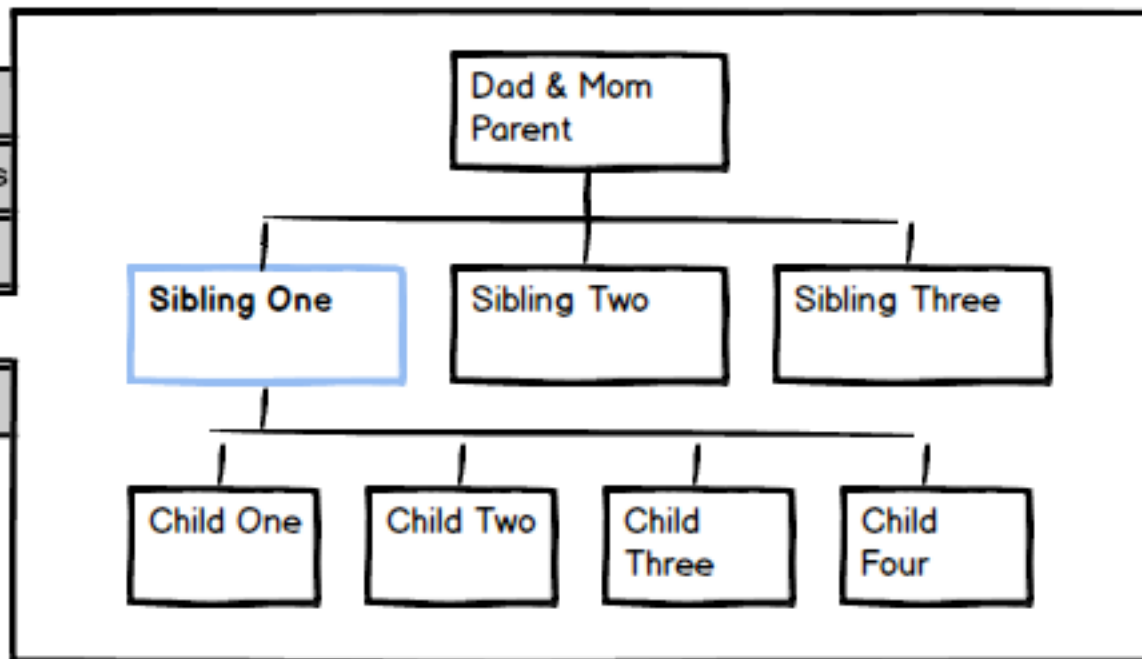 Dad & Mom
Parent
s
Sibling One
Sibling Two
Sibling Three
Child One
Child Two
Child
Three
Child
Four